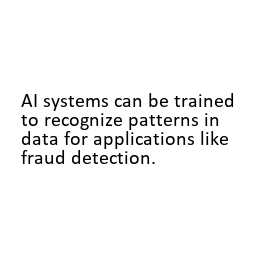 AI systems can be trained
to recognize patterns in
data for applications like
fraud detection.